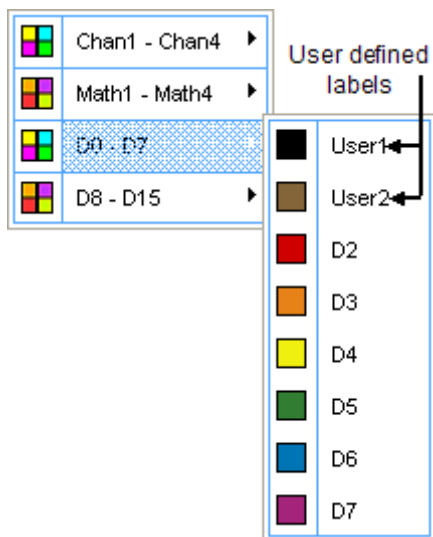 Chan1 - Chan4
Math1 - Math4
D0 - D7
D8 - D15
User defined
labels
User1
User2
D2
D3
D4
D5
D6
D7